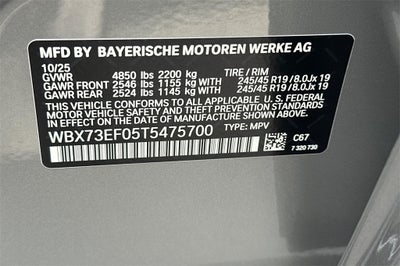 MFD BY BAYERISCHE MOTOREN WERKE AG
10/25
GVWR 4850 lbs 2200 kg TIRE / RIM
GAWR FRONT 2546 lbs 1155 kg 245/45 R19 /8.0Jx 19
GAWR REAR 2524 lbs 1145 kg 245/45 R19 /8.0Jx 19
THIS VEHICLE CONFORMS TO ALL APPLICABLE U.S. FEDERAL
MOTOR VEHICLE SAFETY, BUMPER, AND THEFT PREVENTION
STANDARDS IN EFFECT ON THE DATE OF MANUFACTURE SHOWN ABOVE.
WBX73EF05T5475700 TYPE: MPV
C67
7 320 730